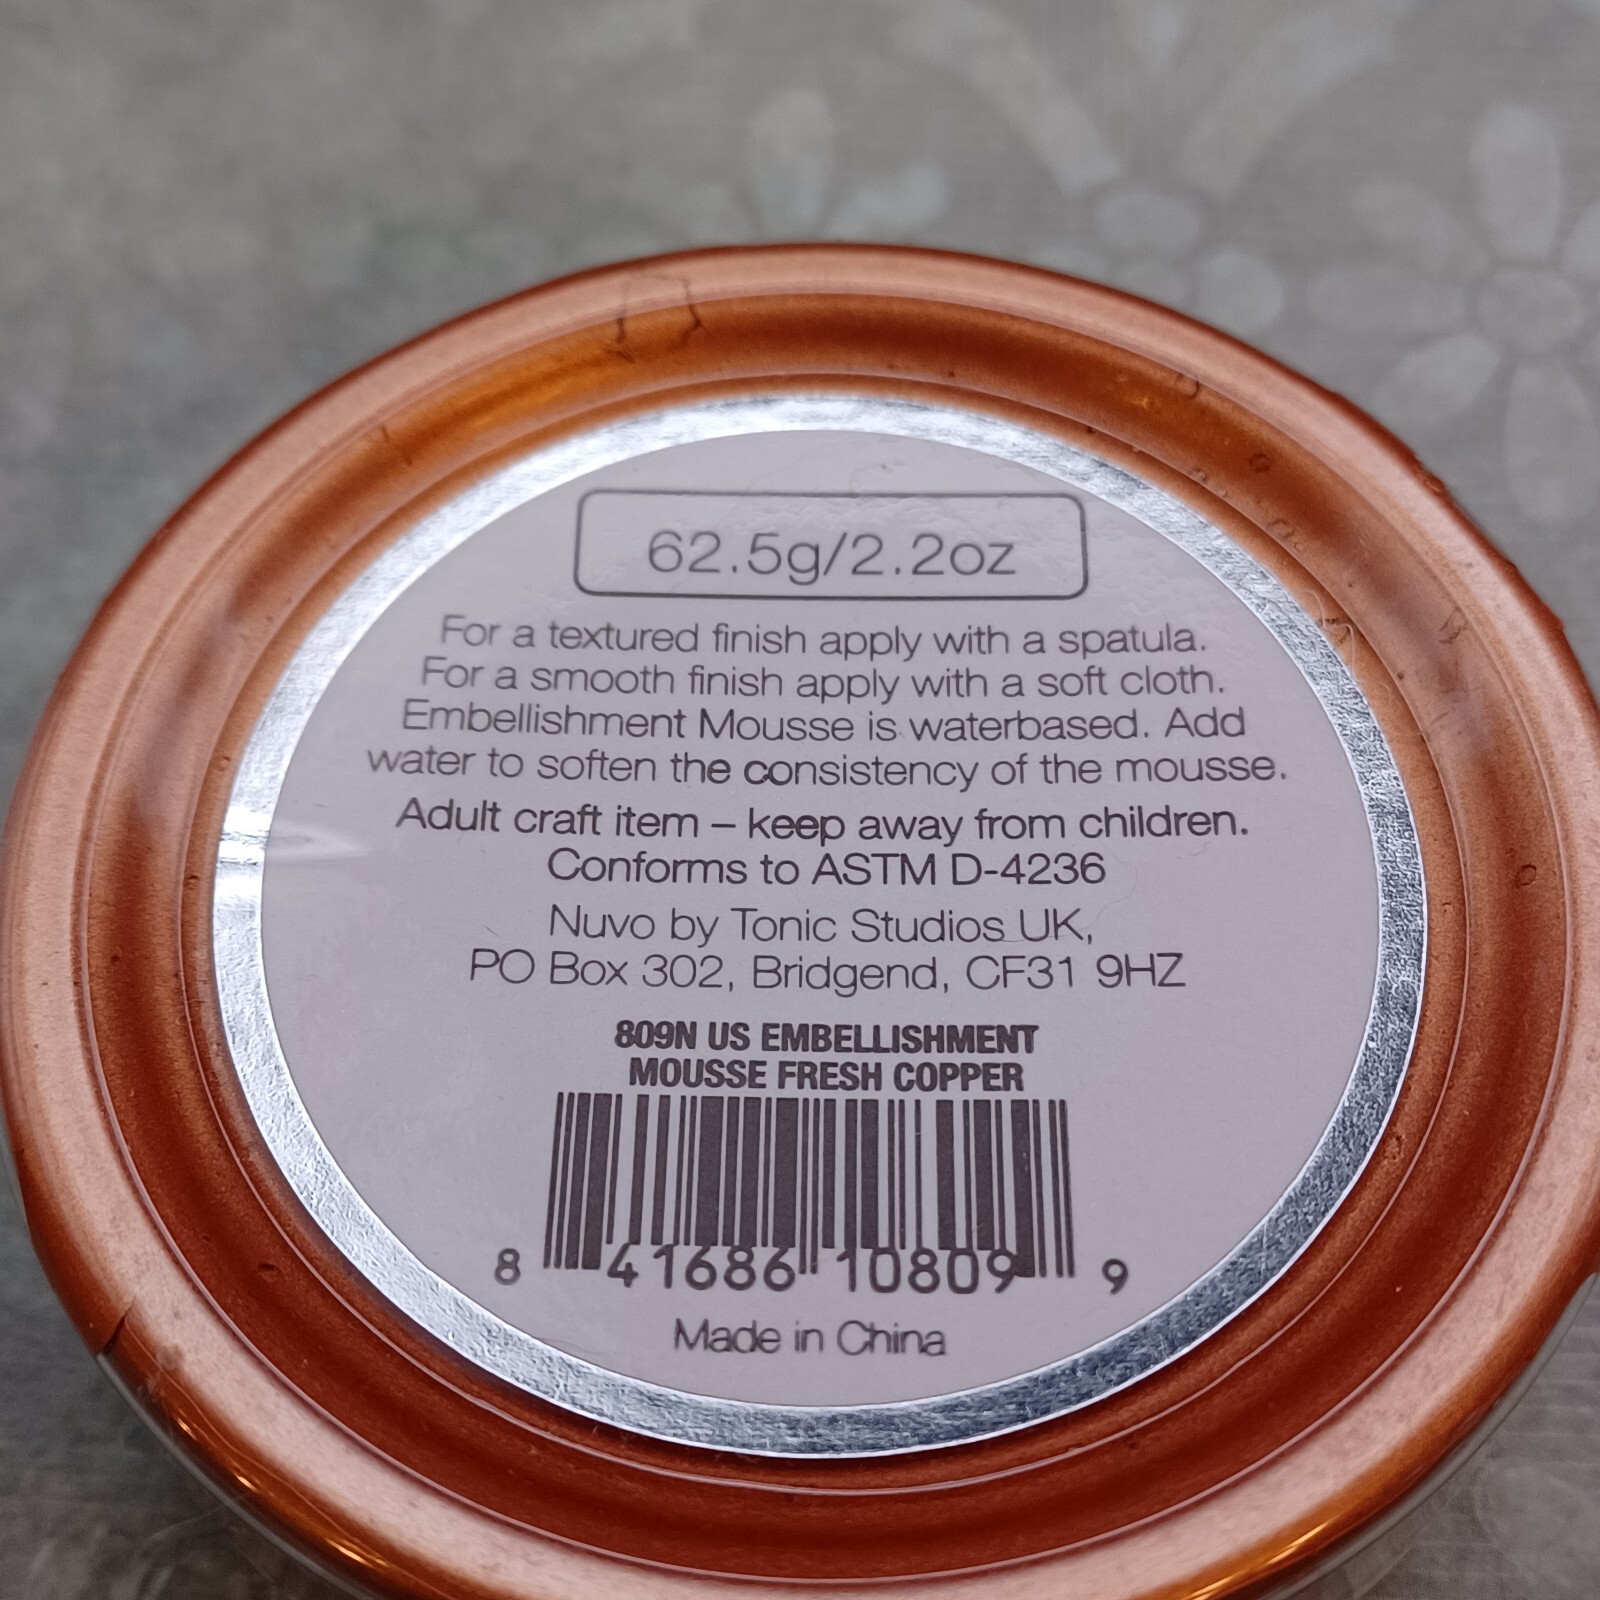 62.5g/2.2oz
For a textured finish apply with a spatula.
For a smooth finish apply with a soft cloth.
Embellishment Mousse is waterbased. Add
water to soften the consistency of the mousse.
Adult craft item – keep away from children.
Conforms to ASTM D-4236
Nuvo by Tonic Studios UK,
PO Box 302, Bridgend, CF31 9HZ
809N US EMBELLISHMENT
MOUSSE FRESH COPPER
8 41686 10809 9
Made in China